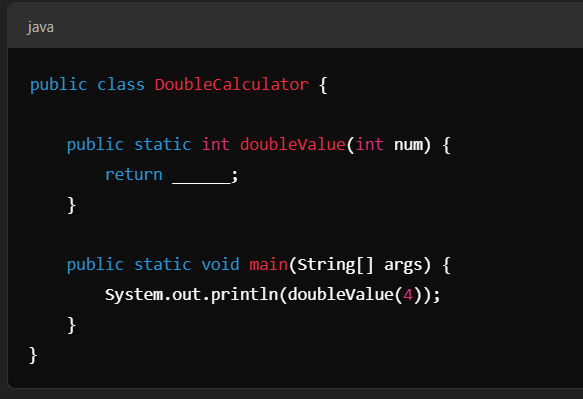 java
public class DoubleCalculator {
public static int doubleValue(int num) {
return ______;
}
public static void main(String[] args) {
System.out.println(doubleValue(4));
}
}